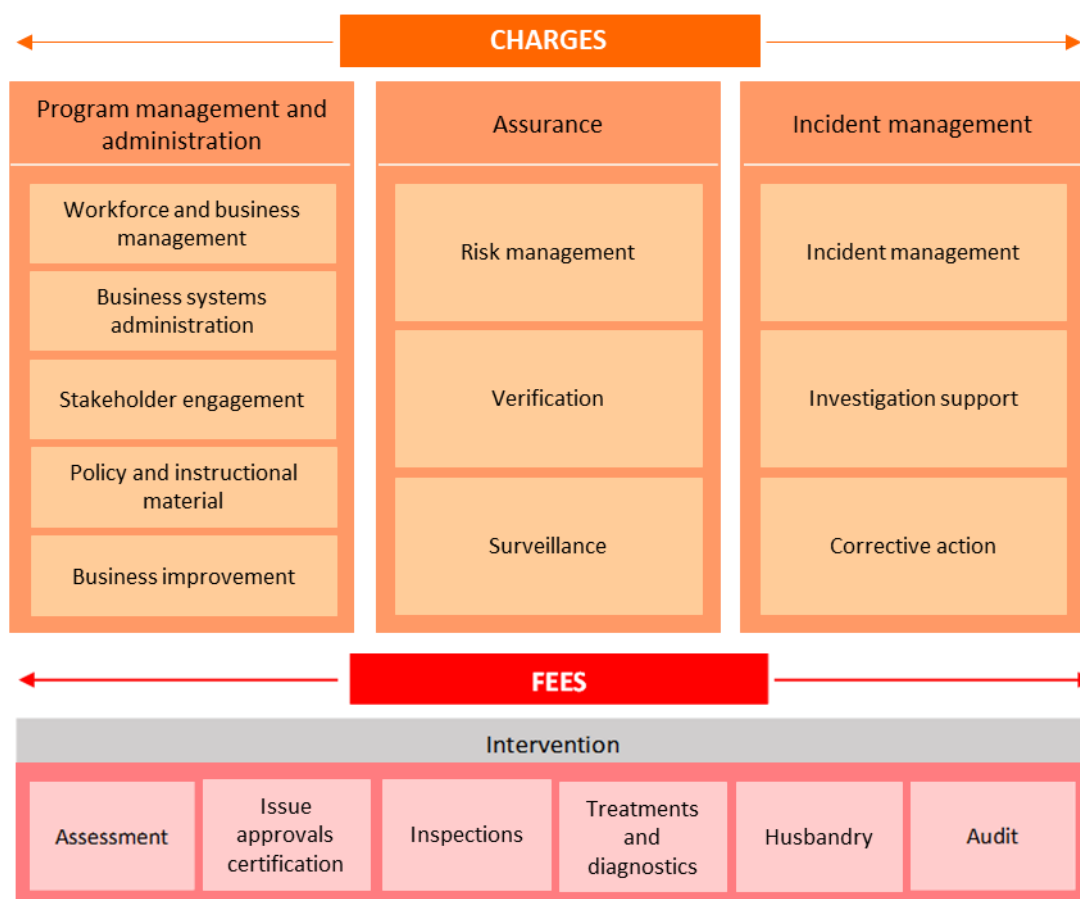 CHARGES
Program management and
administration
Workforce and business
management
Business systems
administration
Stakeholder engagement
Policy and instructional
material
Business improvement
Assurance
Risk management
Verification
Surveillance
Incident management
Incident management
Investigation support
Corrective action
FEES
Intervention
Assessment
Issue
approvals
certification
Inspections
Treatments
and
diagnostics
Husbandry
Audit